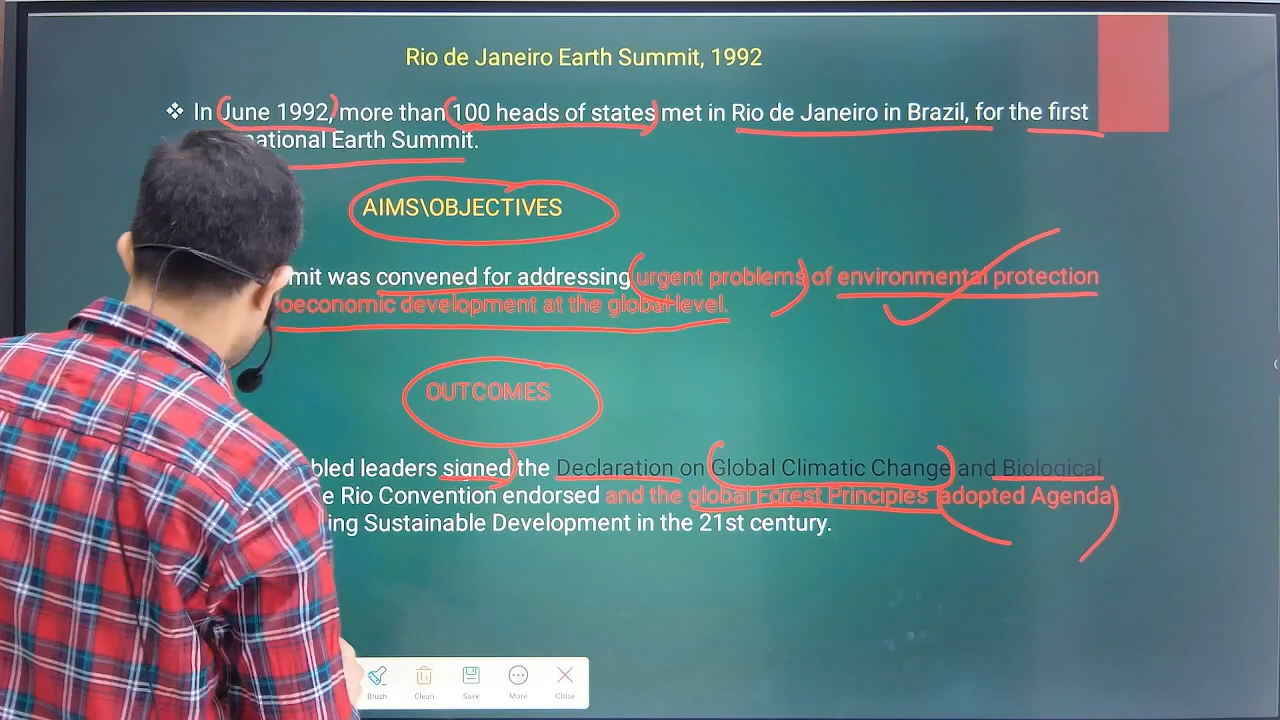 Rio de Janeiro Earth Summit, 1992
❖ In June 1992, more than 100 heads of states met in Rio de Janeiro in Brazil, for the first
national Earth Summit.
AIMS\OBJECTIVES
was convened for addressing urgent problems of environmental protection
development at the global level.
OUTCOMES
leaders signed the Declaration on Global Climatic Change and Biological
Rio Convention endorsed and the global Forest Principles adopted Agenda
Sustainable Development in the 21st century.
Brush Clean Save More Close